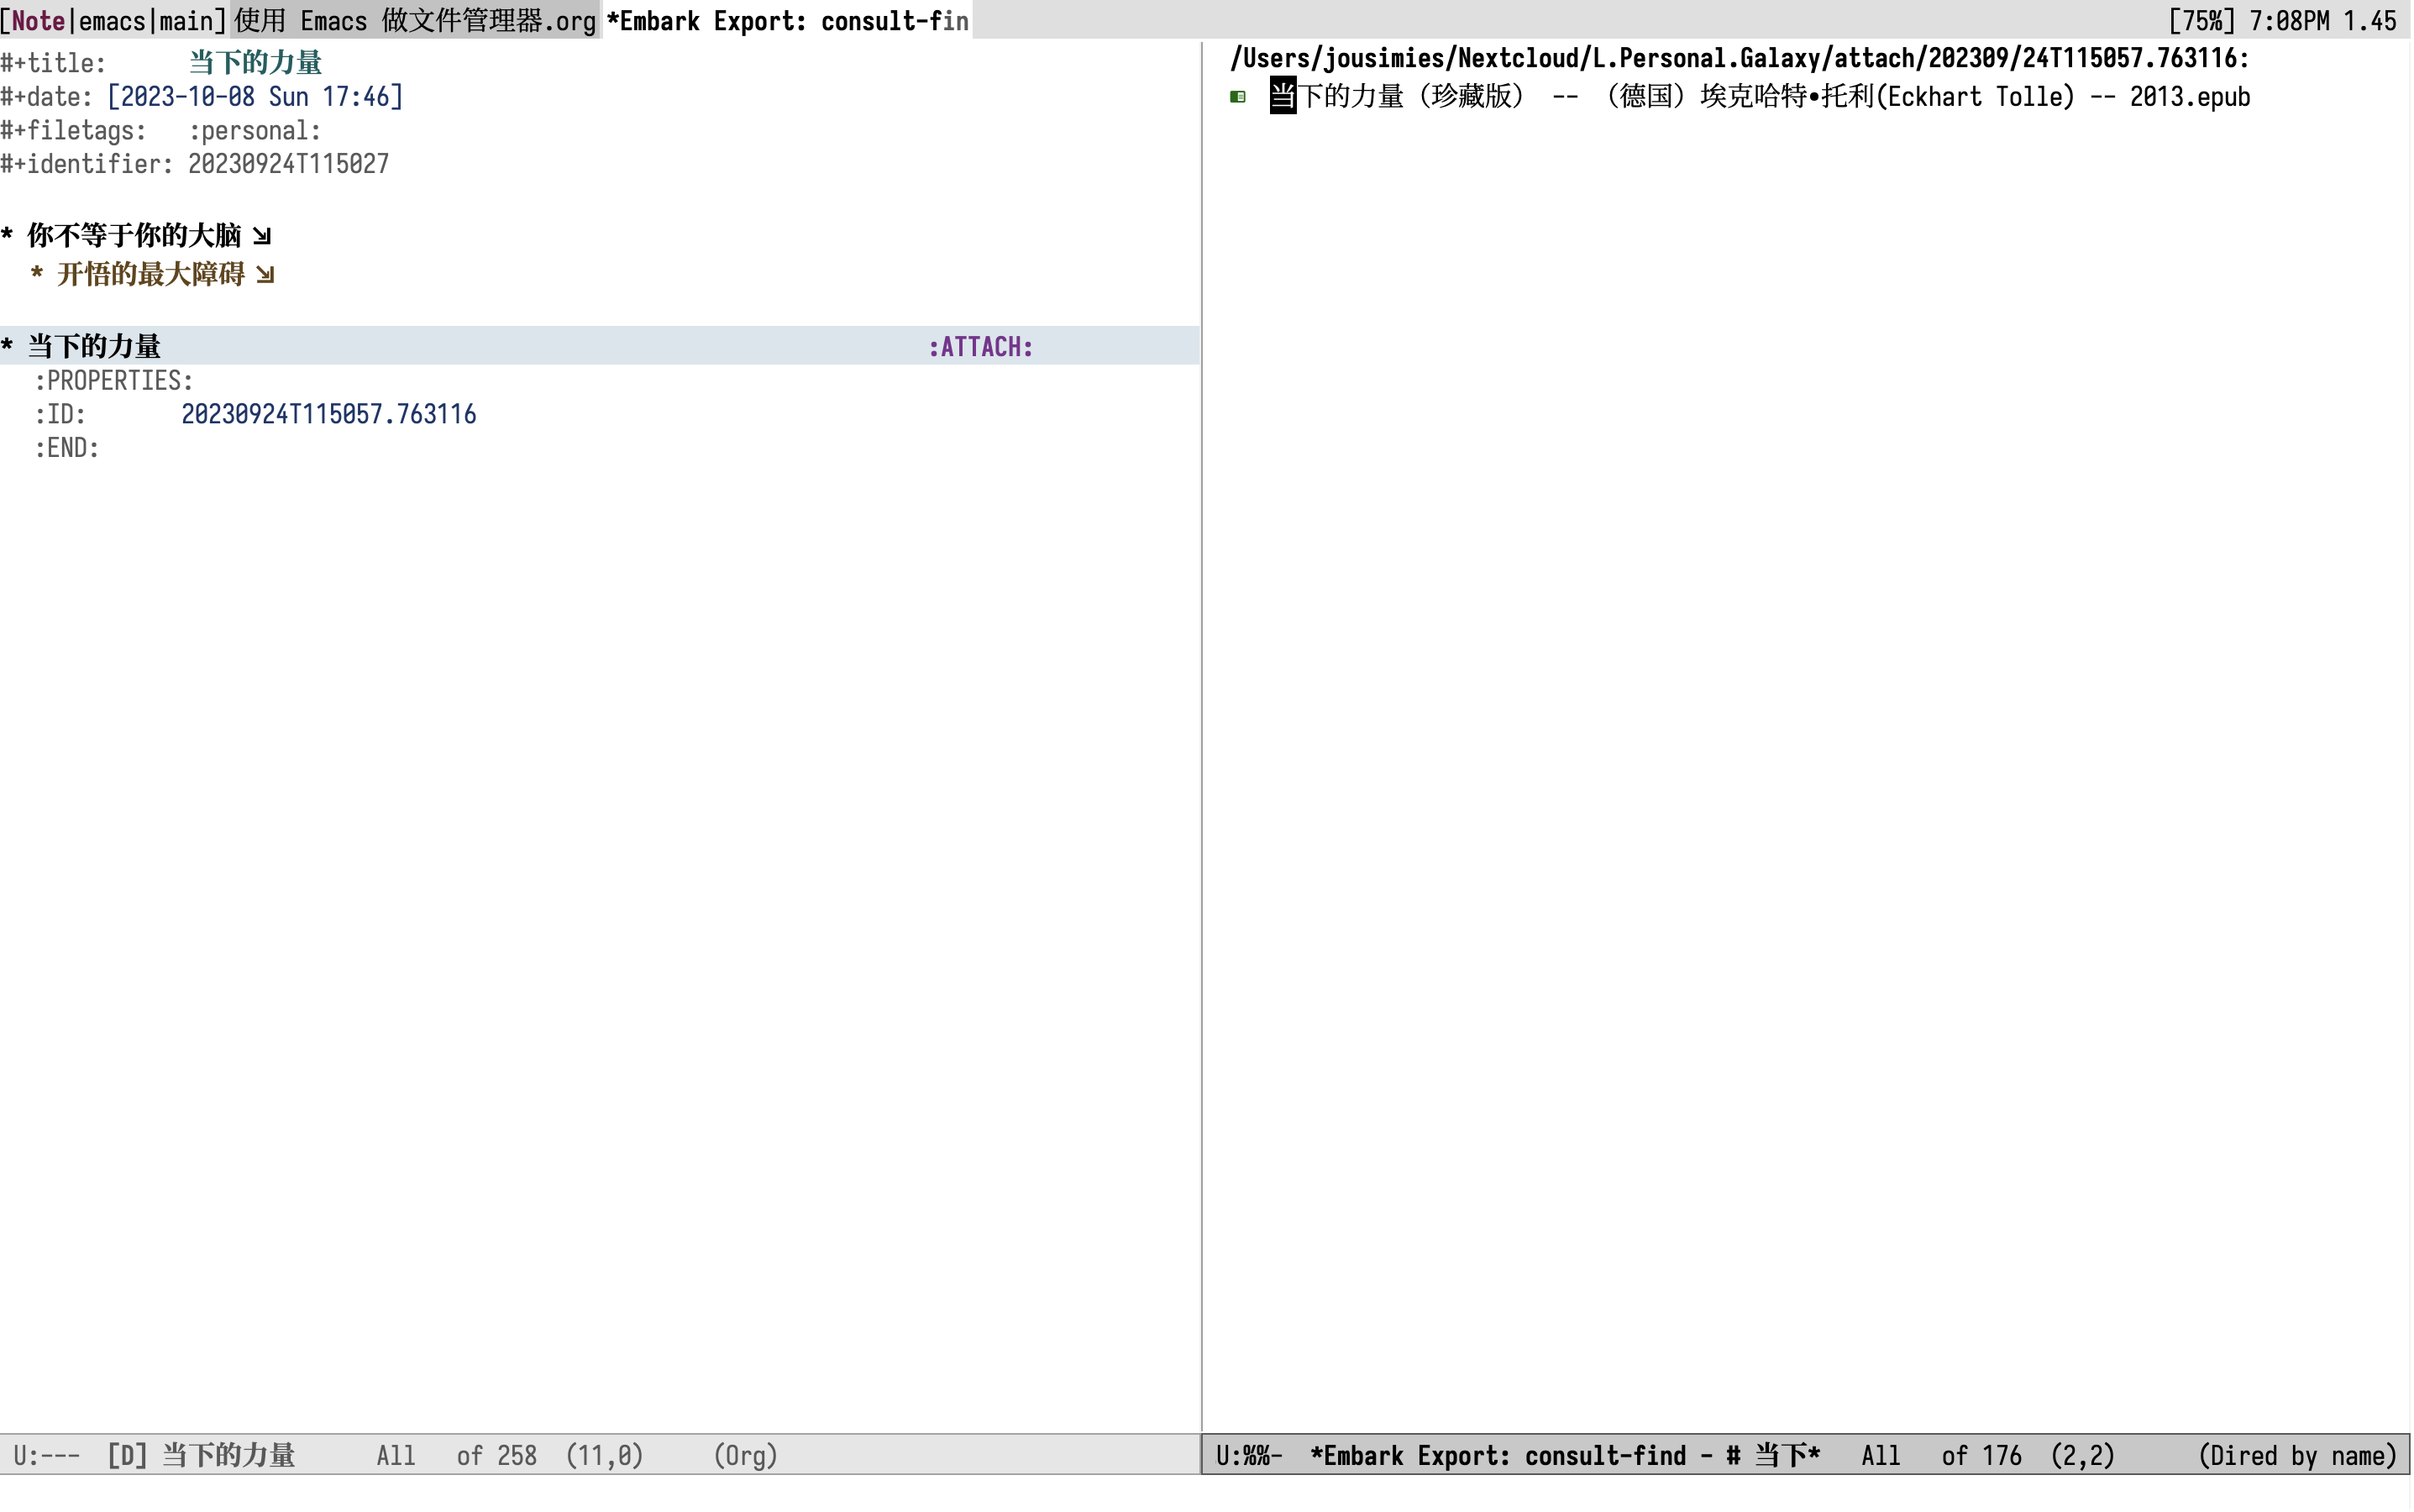 [Note|emacs|main] 使用 Emacs 做文件管理器.org *Embark Export: consult-fin [75%] 7:08PM 1.45
#+title: 当下的力量
#+date: [2023-10-08 Sun 17:46]
#+filetags: :personal:
#+identifier: 20230924T115027
* 你不等于你的大脑 ⇲
* 开悟的最大障碍 ⇲
* 当下的力量 :ATTACH:
:PROPERTIES:
:ID: 20230924T115057.763116
:END:
/Users/jousimies/Nextcloud/L.Personal.Galaxy/attach/202309/24T115057.763116:
当下的力量（珍藏版） -- （德国）埃克哈特•托利(Eckhart Tolle) -- 2013.epub
U:--- [D] 当下的力量 All of 258 (11,0) (Org)
U:%%- *Embark Export: consult-find - # 当下* All of 176 (2,2) (Dired by name)